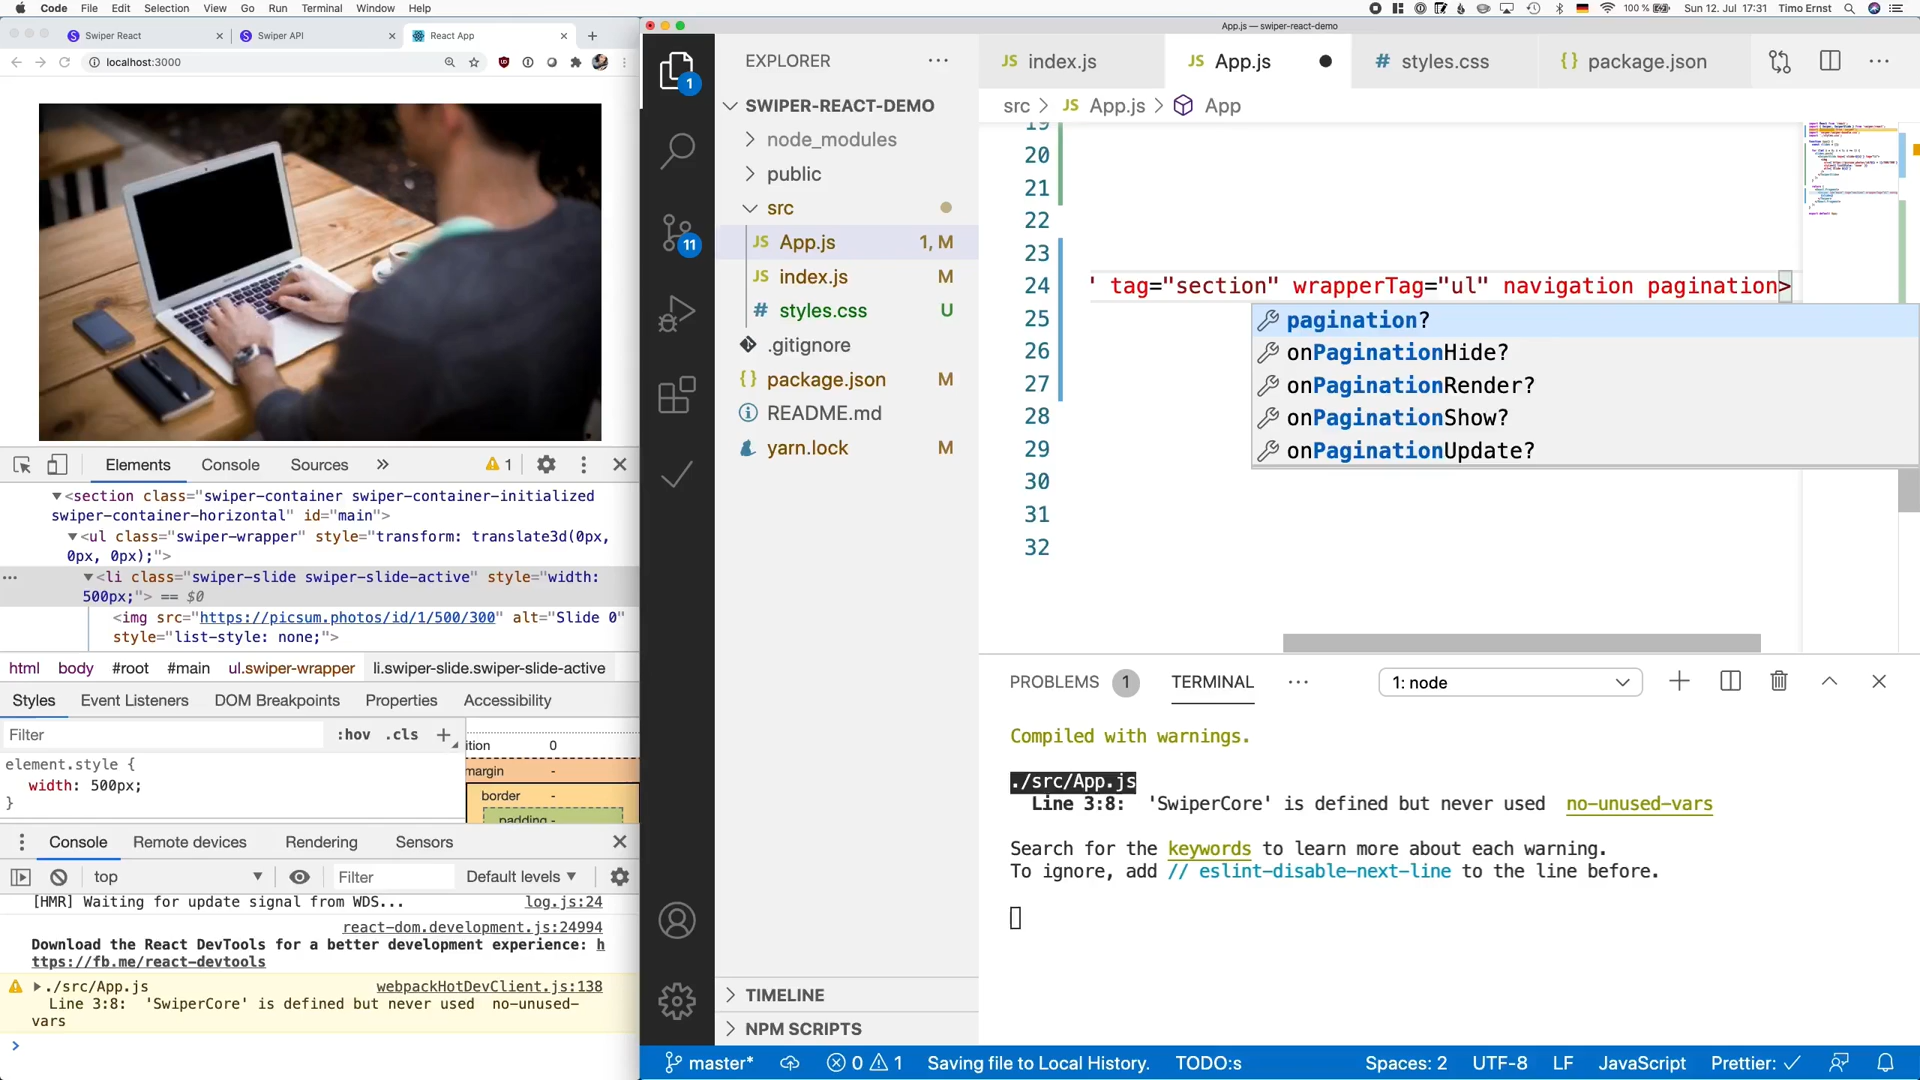 Code File Edit Selection View Go Run Terminal Window Help
100 % Sun 12. Jul 17:31 Timo Ernst
Swiper React
Swiper API
React App
localhost:3000
Elements Console Sources 1
<section class="swiper-container swiper-container-initialized
swiper-container-horizontal" id="main">
<ul class="swiper-wrapper" style="transform: translate3d(0px,
0px, 0px);">
<li class="swiper-slide swiper-slide-active" style="width:
500px;"> == $0
<img src="https://picsum.photos/id/1/500/300" alt="Slide 0"
style="list-style: none;">
html body #root #main ul.swiper-wrapper li.swiper-slide.swiper-slide-active
Styles Event Listeners DOM Breakpoints Properties Accessibility
Filter :hov .cls +
element.style {
width: 500px;
}
ition 0
margin -
border -
padding -
Console Remote devices Rendering Sensors
top Filter Default levels
[HMR] Waiting for update signal from WDS... log.js:24
react-dom.development.js:24994
Download the React DevTools for a better development experience: h
ttps://fb.me/react-devtools
./src/App.js webpackHotDevClient.js:138
Line 3:8: 'SwiperCore' is defined but never used no-unused-
vars
App.js — swiper-react-demo
1
11
EXPLORER
SWIPER-REACT-DEMO
node_modules
public
src
JS App.js 1, M
JS index.js M
# styles.css U
.gitignore
{} package.json M
README.md
yarn.lock M
TIMELINE
NPM SCRIPTS
JS index.js
JS App.js
# styles.css
{} package.json
src > JS App.js > App
19
20
21
22
23
24 ' tag="section" wrapperTag="ul" navigation pagination>
25 pagination?
26 onPaginationHide?
27 onPaginationRender?
28 onPaginationShow?
29 onPaginationUpdate?
30
31
32
PROBLEMS 1 TERMINAL 1: node
Compiled with warnings.
./src/App.js
Line 3:8: 'SwiperCore' is defined but never used no-unused-vars
Search for the keywords to learn more about each warning.
To ignore, add // eslint-disable-next-line to the line before.
master* 0 1 Saving file to Local History. TODO:s Spaces: 2 UTF-8 LF JavaScript Prettier: ✓